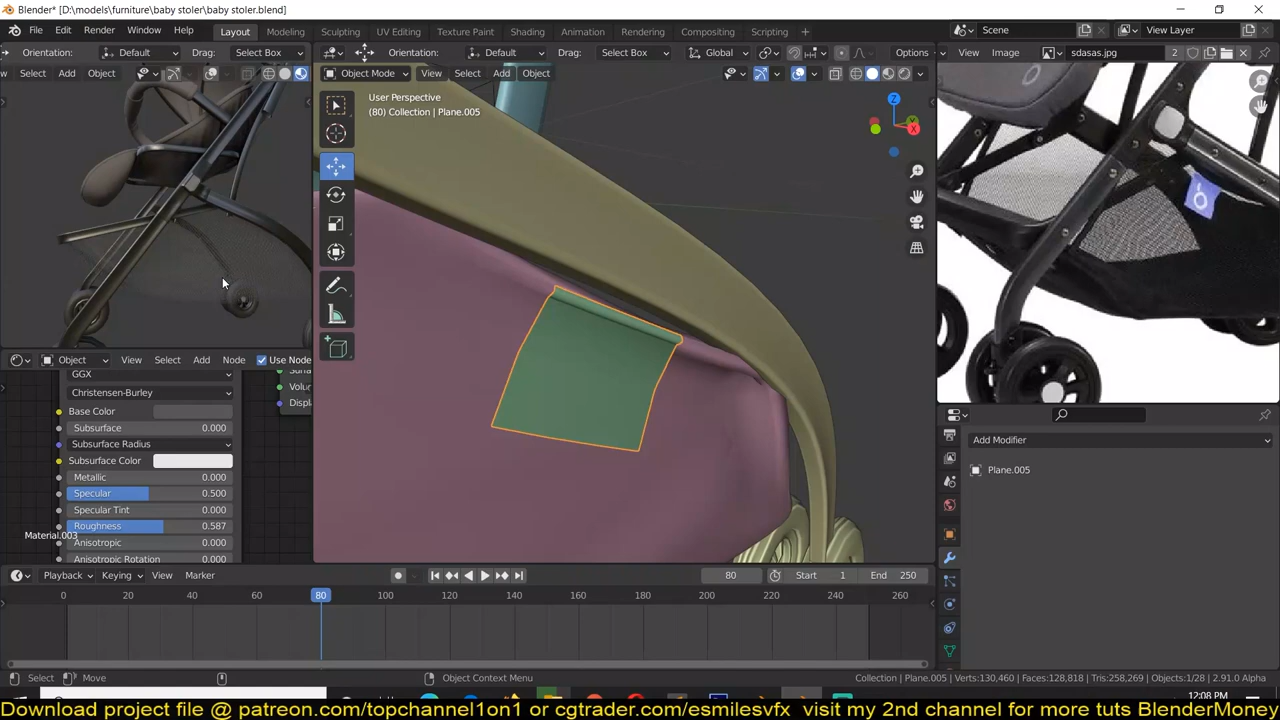 Blender* [D:\models\furniture\baby stoler\baby stoler.blend]
File Edit Render Window Help Layout Modeling Sculpting UV Editing Texture Paint Shading Animation Rendering Compositing Scripting + Scene View Layer
Orientation: Default Drag: Select Box Orientation: Default Drag: Select Box Global Options View Image sdasas.jpg 2
Select Add Object Object Mode View Select Add Object
User Perspective
(80) Collection | Plane.005
Z
X
Object View Select Add Node Use Node
GGX
Christensen-Burley
Base Color
Subsurface 0.000
Subsurface Radius
Subsurface Color
Metallic 0.000
Specular 0.500
Specular Tint 0.000
Roughness 0.587
Anisotropic 0.000
Anisotropic Rotation 0.000
Volu
Displ
Material.003
Add Modifier
Plane.005
Playback Keying View Marker 80 Start 1 End 250
0 20 40 60 80 100 120 140 160 180 200 220 240 260
Select Move Object Context Menu Collection | Plane.005 | Verts:130,460 | Faces:128,818 | Tris:258,269 | Objects:1/28 | 2.91.0 Alpha
12:08 PM
Download project file @ patreon.com/topchannel1on1 or cgtrader.com/esmilesvfx visit my 2nd channel for more tuts BlenderMoney